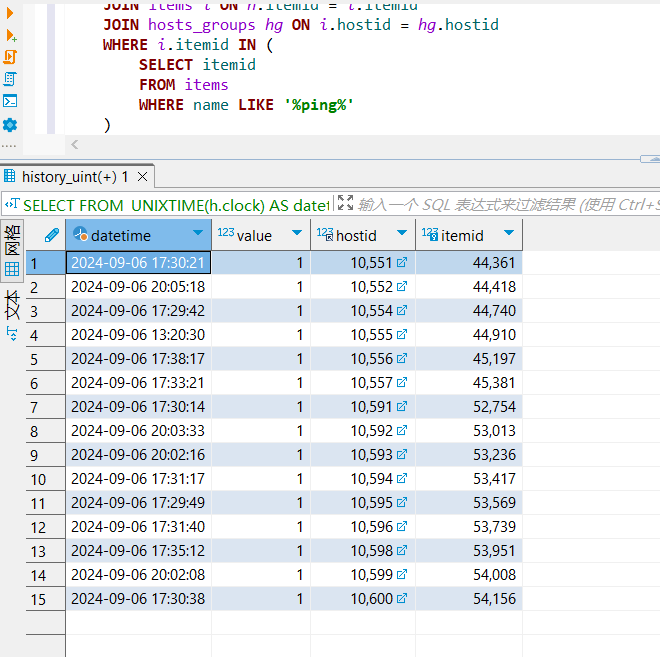 JOIN items i ON h.itemid = i.itemid
JOIN hosts_groups hg ON i.hostid = hg.hostid
WHERE i.itemid IN (
SELECT itemid
FROM items
WHERE name LIKE '%ping%'
)
history_uint(+) 1
SELECT FROM_UNIXTIME(h.clock) AS datet 输入一个 SQL 表达式来过滤结果 (使用 Ctrl+S
网格
文本
datetime 123 value 123 hostid 123 itemid
1 2024-09-06 17:30:21 1 10,551 44,361
2 2024-09-06 20:05:18 1 10,552 44,418
3 2024-09-06 17:29:42 1 10,554 44,740
4 2024-09-06 13:20:30 1 10,555 44,910
5 2024-09-06 17:38:17 1 10,556 45,197
6 2024-09-06 17:33:21 1 10,557 45,381
7 2024-09-06 17:30:14 1 10,591 52,754
8 2024-09-06 20:03:33 1 10,592 53,013
9 2024-09-06 20:02:16 1 10,593 53,236
10 2024-09-06 17:31:17 1 10,594 53,417
11 2024-09-06 17:29:49 1 10,595 53,569
12 2024-09-06 17:31:40 1 10,596 53,739
13 2024-09-06 17:35:12 1 10,598 53,951
14 2024-09-06 20:02:08 1 10,599 54,008
15 2024-09-06 17:30:38 1 10,600 54,156